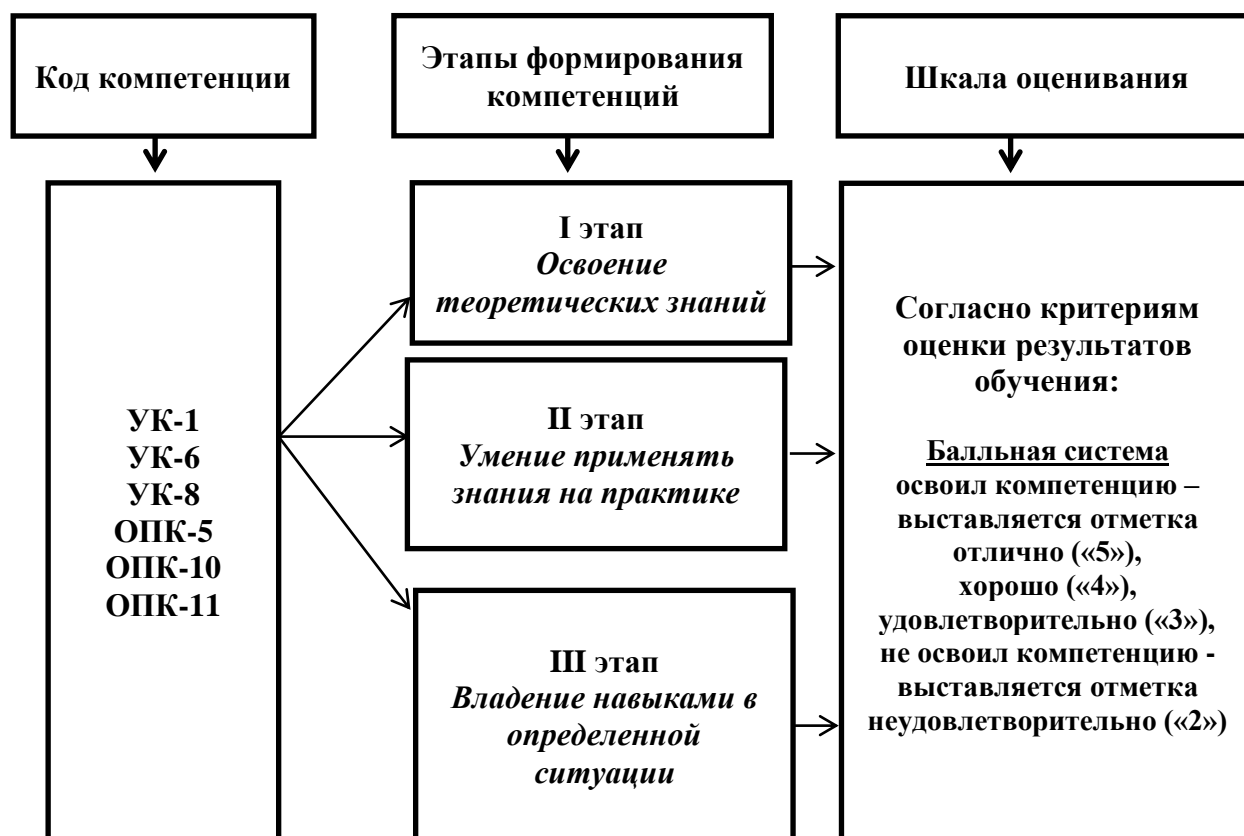 Код компетенции
Этапы формирования
компетенций
Шкала оценивания
УК-1
УК-6
УК-8
ОПК-5
ОПК-10
ОПК-11
I этап
Освоение
теоретических знаний
II этап
Умение применять
знания на практике
III этап
Владение навыками в
определенной
ситуации
Согласно критериям
оценки результатов
обучения:
Балльная система
освоил компетенцию –
выставляется отметка
отлично («5»),
хорошо («4»),
удовлетворительно («3»),
не освоил компетенцию -
выставляется отметка
неудовлетворительно («2»)